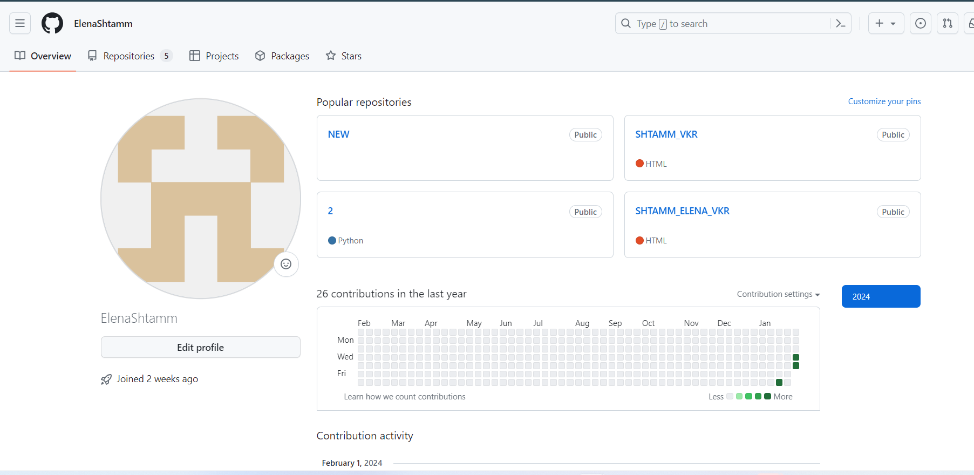 ElenaShtamm
Type / to search
Overview
Repositories 5
Projects
Packages
Stars
Popular repositories
Customize your pins
NEW
Public
SHTAMM_VKR
Public
HTML
2
Public
Python
SHTAMM_ELENA_VKR
Public
HTML
26 contributions in the last year
Contribution settings
2024
Feb Mar Apr May Jun Jul Aug Sep Oct Nov Dec Jan
Mon
Wed
Fri
Learn how we count contributions
Less More
ElenaShtamm
Edit profile
Joined 2 weeks ago
Contribution activity
February 1, 2024